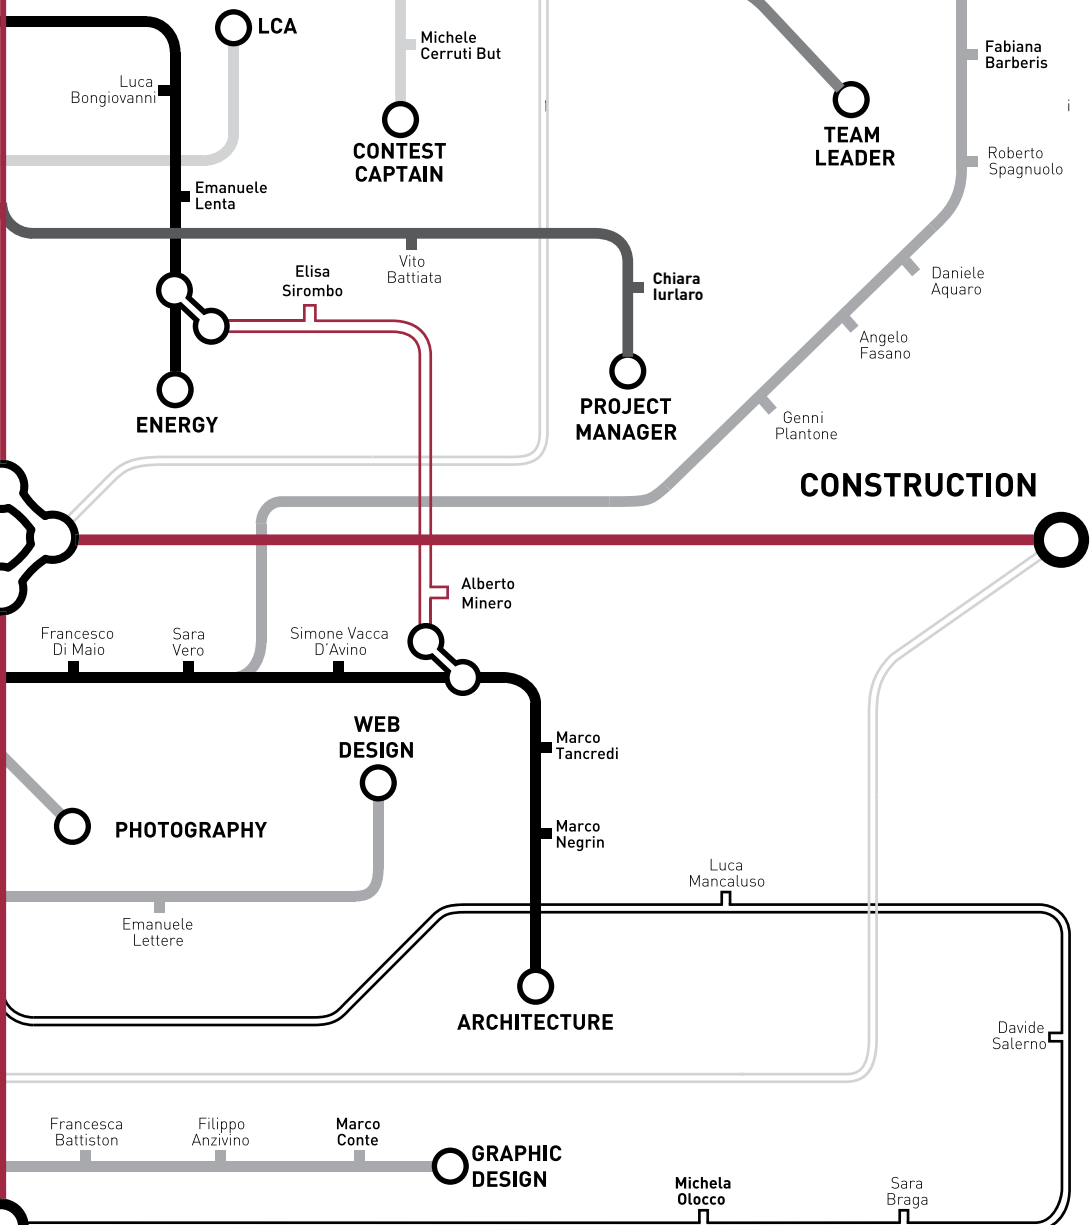 LCA
Michele
Cerruti But
Fabiana
Barberis
Luca
Bongiovanni
i
CONTEST
CAPTAIN
TEAM
LEADER
Roberto
Spagnuolo
Emanuele
Lenta
Vito
Battiata
Elisa
Sirombo
Chiara
Iurlaro
Daniele
Aquaro
Angelo
Fasano
ENERGY
PROJECT
MANAGER
Genni
Plantone
CONSTRUCTION
Alberto
Minero
Francesco
Di Maio
Sara
Vero
Simone Vacca
D'Avino
WEB
DESIGN
Marco
Tancredi
PHOTOGRAPHY
Marco
Negrin
Luca
Mancaluso
Emanuele
Lettere
ARCHITECTURE
Davide
Salerno
Francesca
Battiston
Filippo
Anzivino
Marco
Conte
GRAPHIC
DESIGN
Michela
Olocco
Sara
Braga